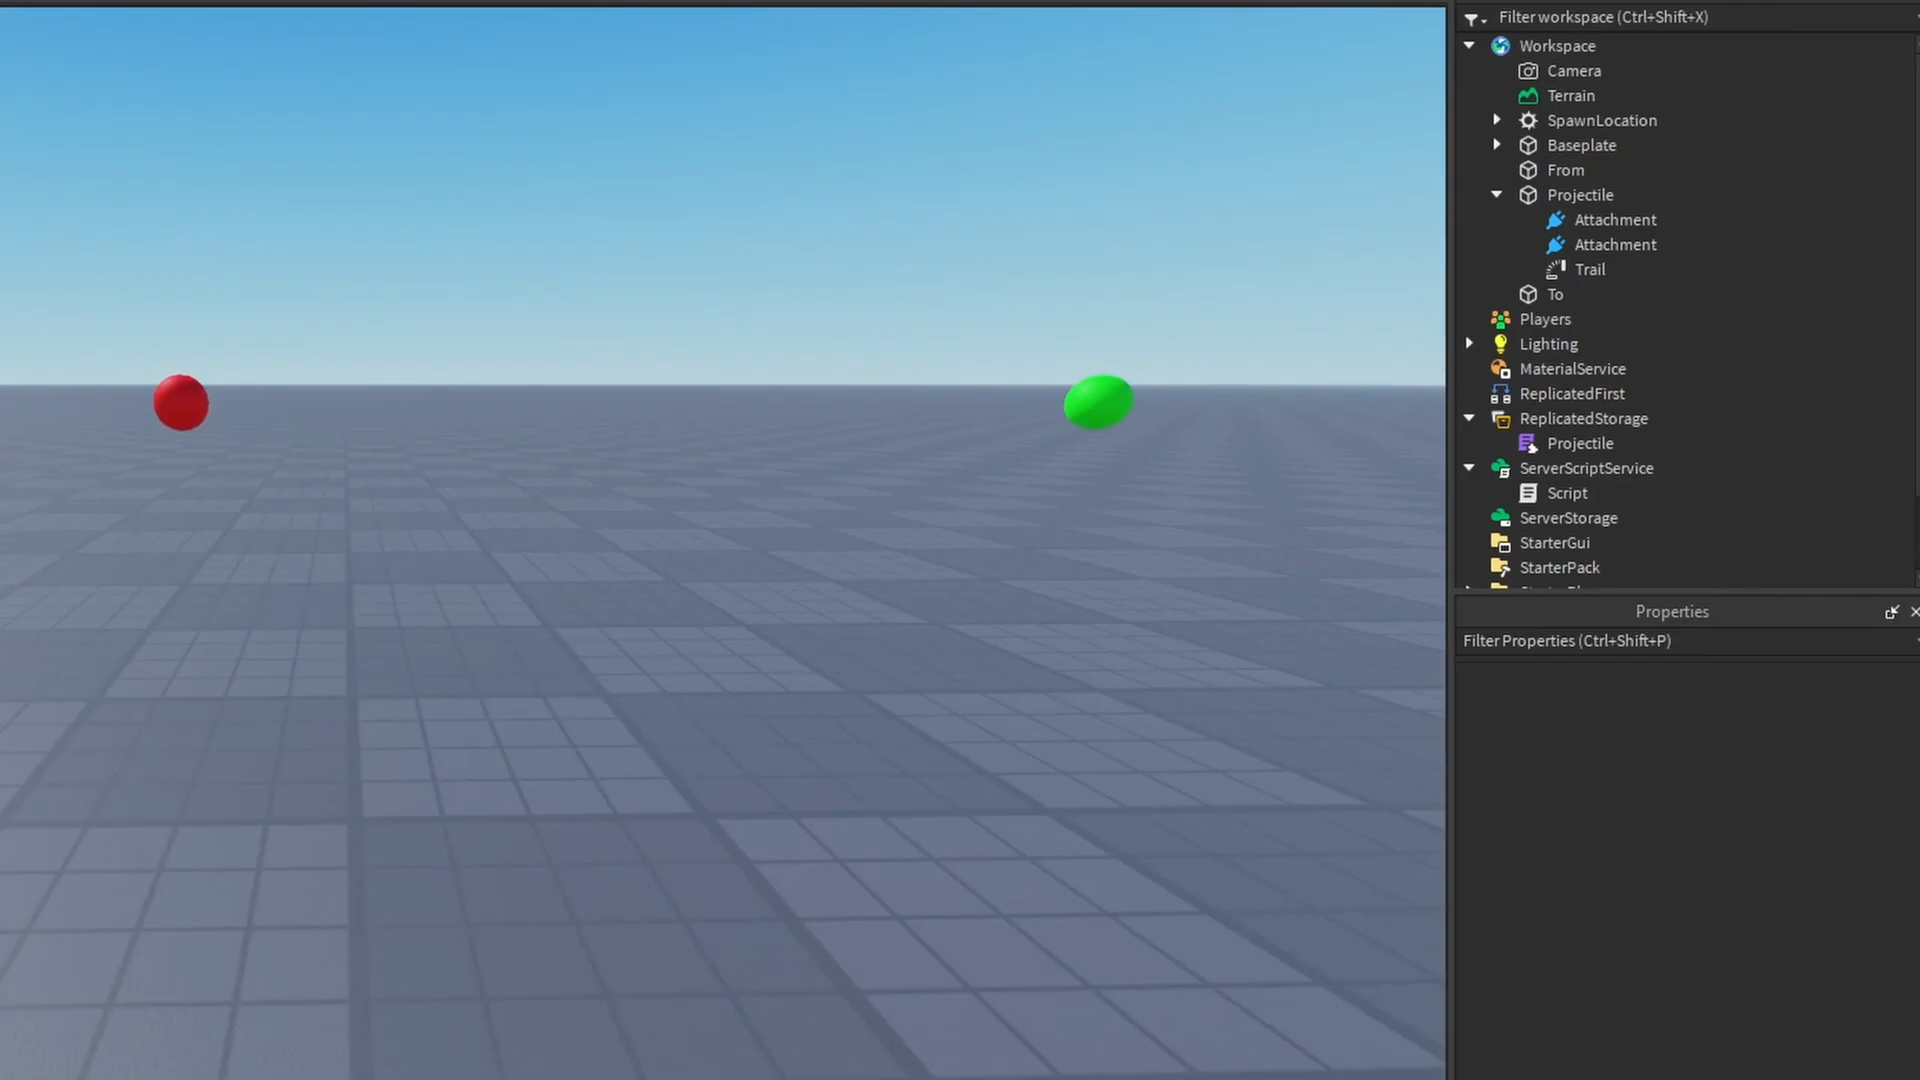 Filter workspace (Ctrl+Shift+X)
Workspace
Camera
Terrain
SpawnLocation
Baseplate
From
Projectile
Attachment
Attachment
Trail
To
Players
Lighting
MaterialService
ReplicatedFirst
ReplicatedStorage
Projectile
ServerScriptService
Script
ServerStorage
StarterGui
StarterPack
Properties
Filter Properties (Ctrl+Shift+P)